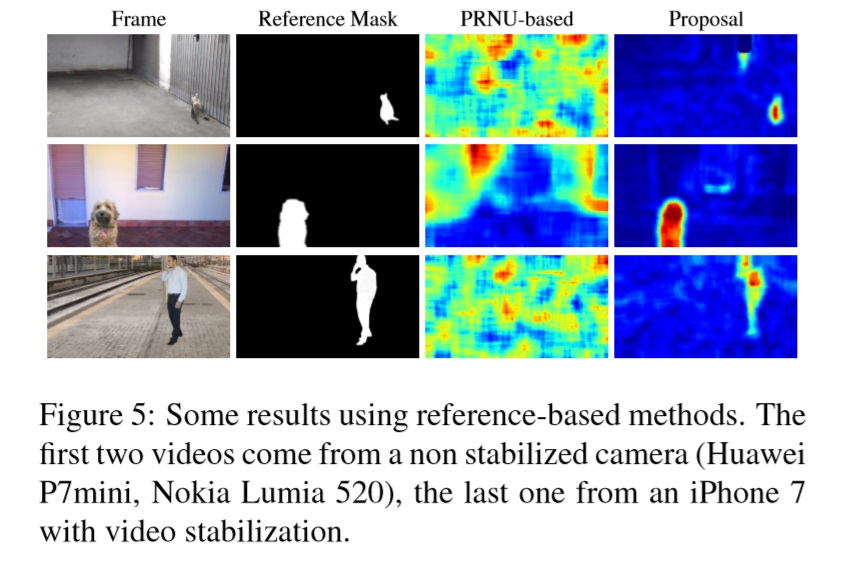 Frame Reference Mask PRNU-based Proposal
Figure 5: Some results using reference-based methods. The
first two videos come from a non stabilized camera (Huawei
P7mini, Nokia Lumia 520), the last one from an iPhone 7
with video stabilization.